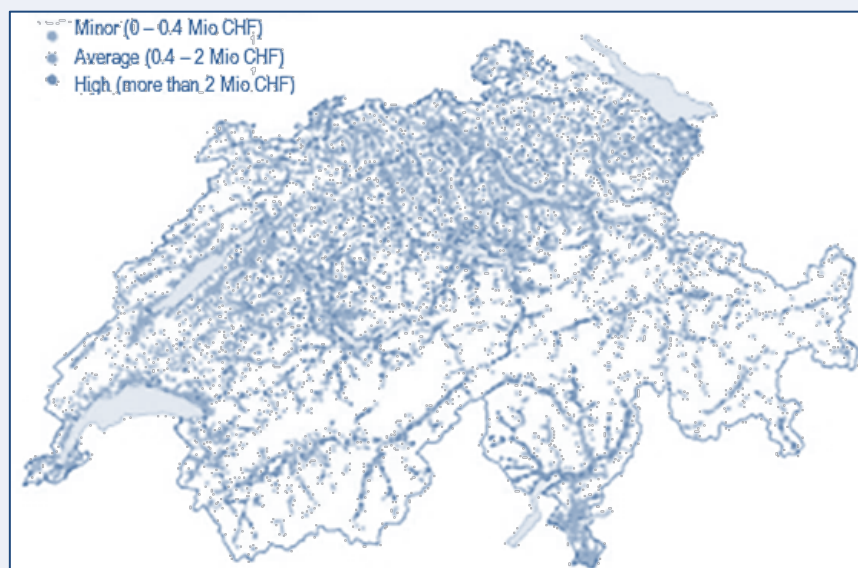 Minor (0 – 0.4 Mio CHF)
Average (0.4 – 2 Mio CHF)
High (more than 2 Mio CHF)